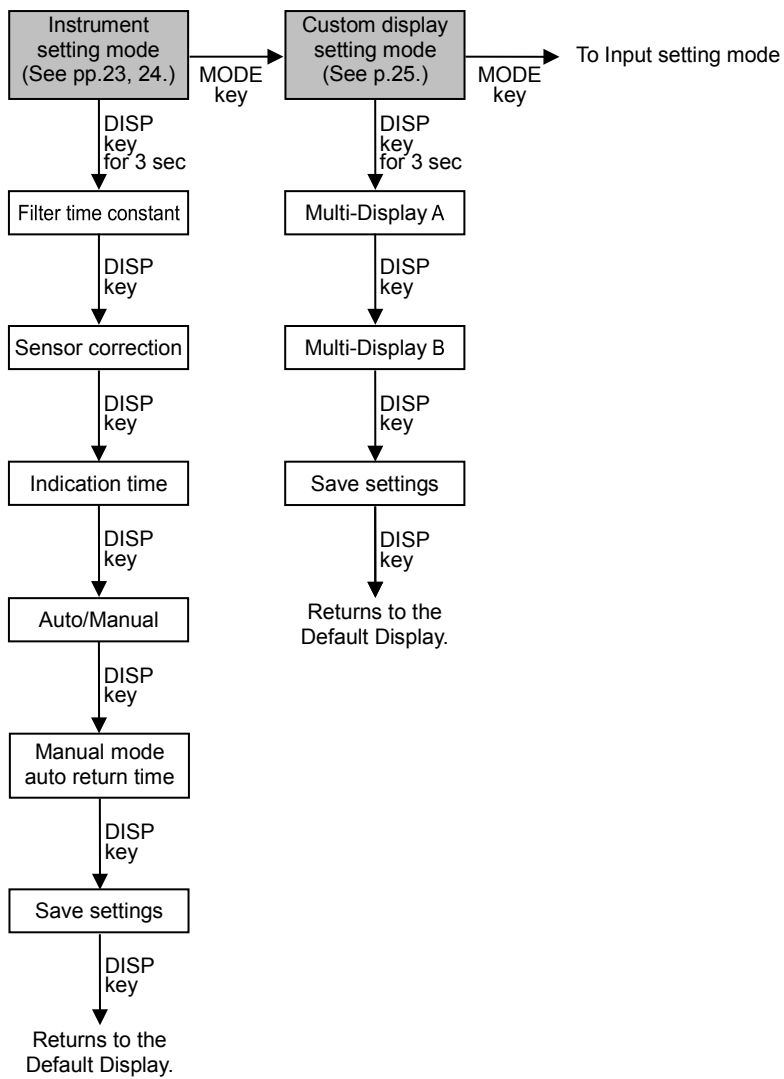 Instrument
setting mode
(See pp.23, 24.)
MODE
key
Custom display
setting mode
(See p.25.)
MODE
key
To Input setting mode
DISP
key
for 3 sec
Filter time constant
DISP
key
Sensor correction
DISP
key
Indication time
DISP
key
Auto/Manual
DISP
key
Manual mode
auto return time
DISP
key
Save settings
DISP
key
Returns to the
Default Display.
DISP
key
for 3 sec
Multi-Display A
DISP
key
Multi-Display B
DISP
key
Save settings
DISP
key
Returns to the
Default Display.